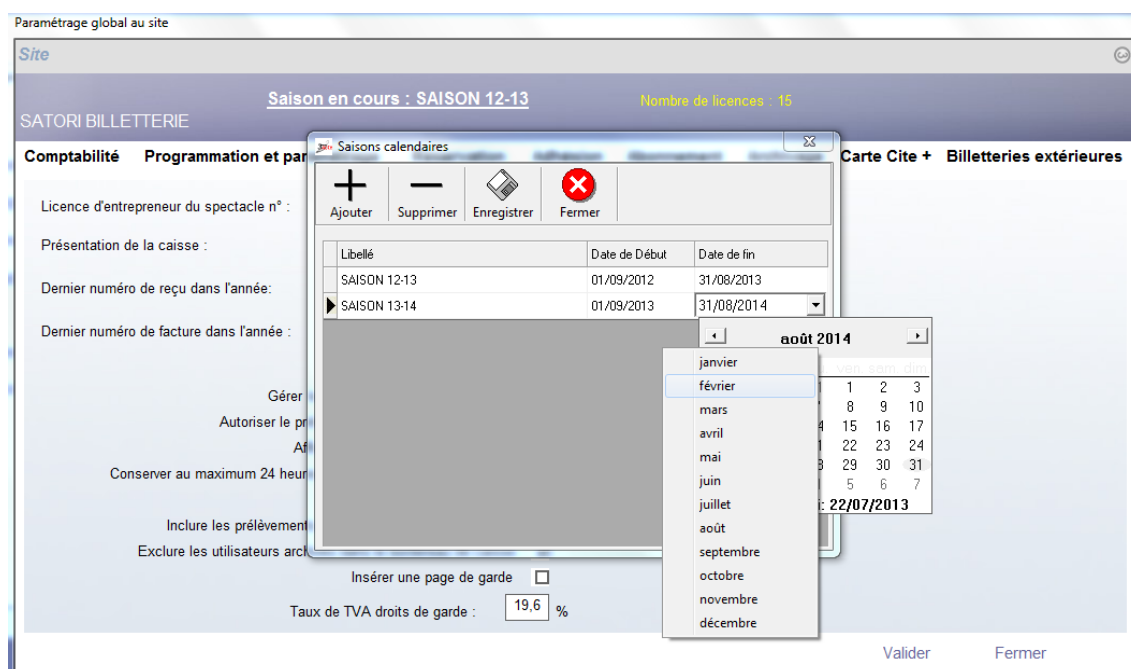 Paramétrage global au site
Site
Saison en cours : SAISON 12-13
Nombre de licences : 15
SATORI BILLETTERIE
Saisons calendaires
Comptabilité Programmation et par Carte Cite + Billetteries extérieures
Ajouter Supprimer Enregistrer Fermer
Licence d'entrepreneur du spectacle n° :
Présentation de la caisse :
Libellé Date de Début Date de fin
SAISON 12-13 01/09/2012 31/08/2013
Dernier numéro de reçu dans l'année:
SAISON 13-14 01/09/2013 31/08/2014
Dernier numéro de facture dans l'année :
août 2014
janvier
février
mars
avril
mai
juin
juillet
août
septembre
octobre
novembre
décembre
ven. sam. dim.
1 2 3
8 9 10
15 16 17
22 23 24
29 30 31
5 6 7
: 22/07/2013
Gérer
Autoriser le pr
Af
Conserver au maximum 24 heur
Inclure les prélèvement
Exclure les utilisateurs arc
Insérer une page de garde
Taux de TVA droits de garde : 19,6 %
Valider Fermer